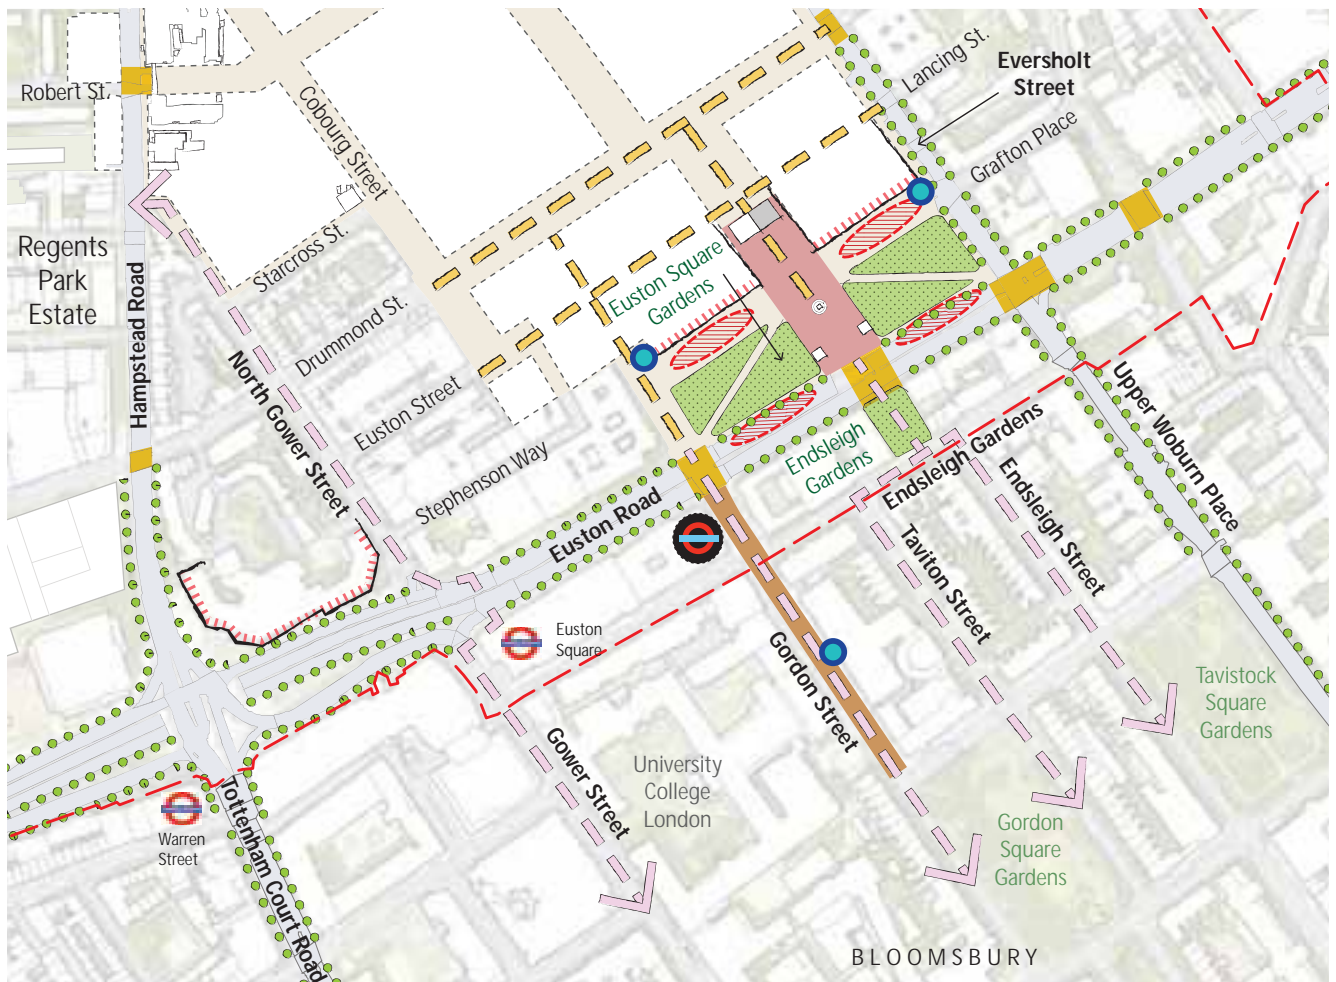 Robert St.
Cobourg Street
Lancing St.
Eversholt
Street
Grafton Place
Regents
Park
Estate
Hampstead Road
Starcross St.
Drummond St.
North Gower Street
Euston Street
Stephenson Way
Euston Square
Gardens
Euston Road
Endsleigh
Gardens
Endsleigh Gardens
Upper Woburn Place
Endsleigh Street
Taviton Street
Gordon Street
Euston
Square
Gower Street
University
College
London
Tavistock
Square
Gardens
Gordon
Square
Gardens
Warren
Street
Tottenham Court Road
BLOOMSBURY